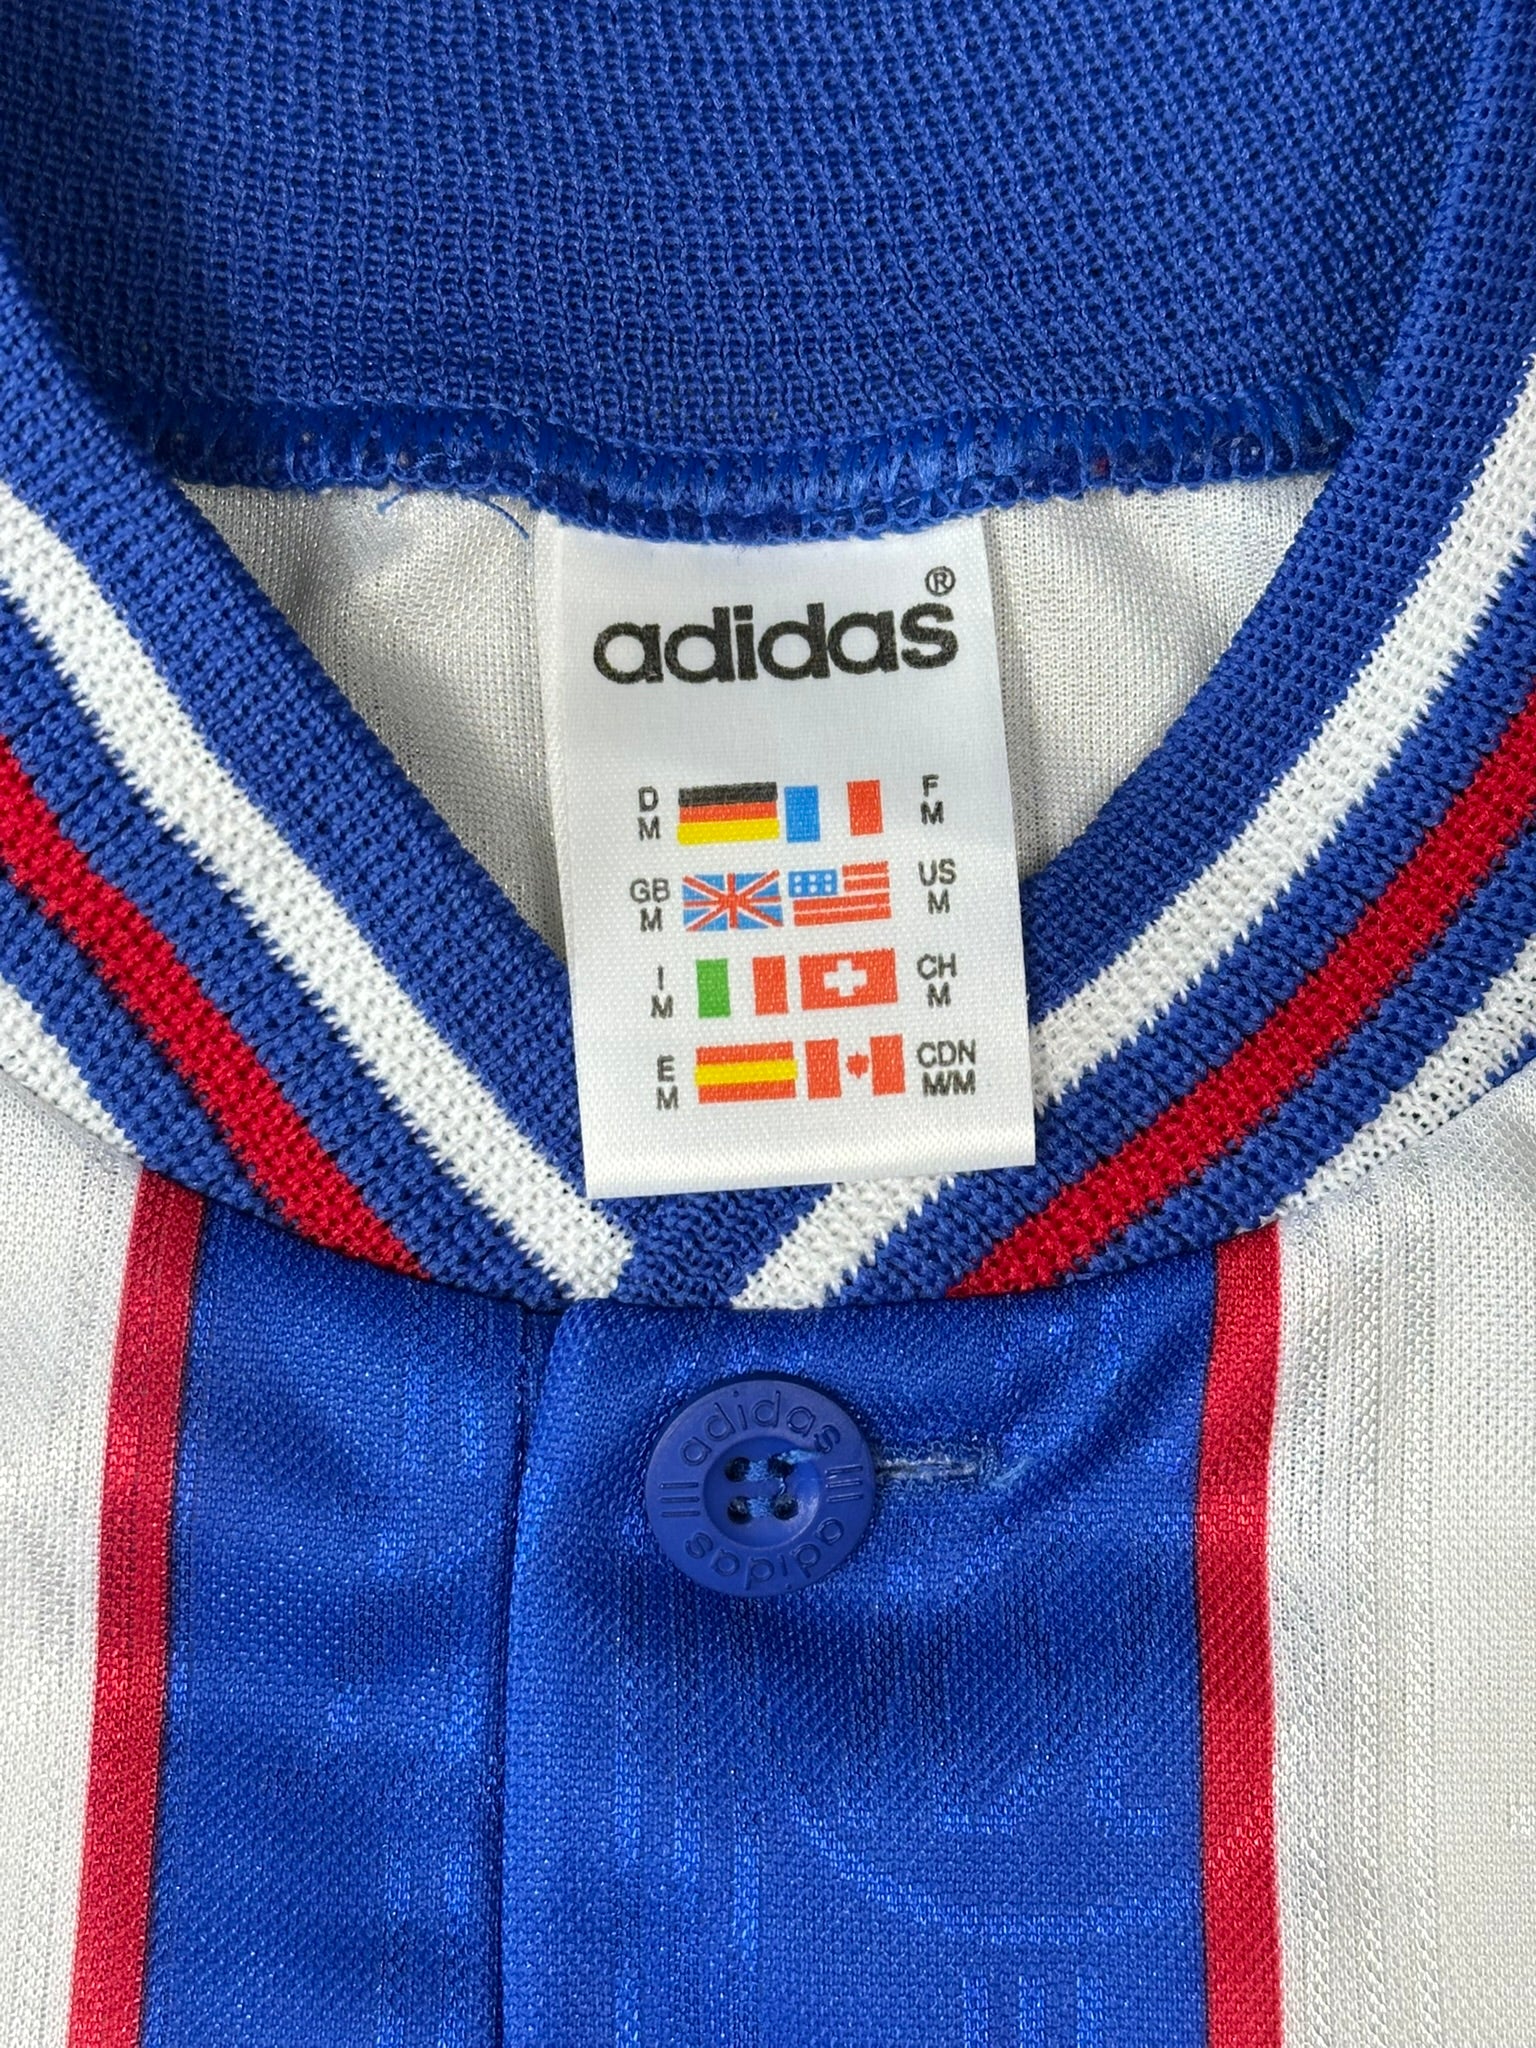 adidas®
D M F M
GB M US M
I M CH M
E M CDN M/M
adidas
adidas